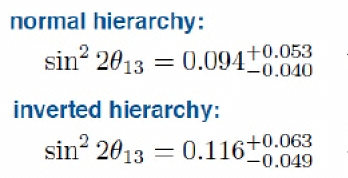 normal hierarchy:
sin² 2θ₁₃ = 0.094⁺⁰·⁰⁵³₋₀.₀₄₀
inverted hierarchy:
sin² 2θ₁₃ = 0.116⁺⁰·⁰⁶³₋₀.₀₄₉